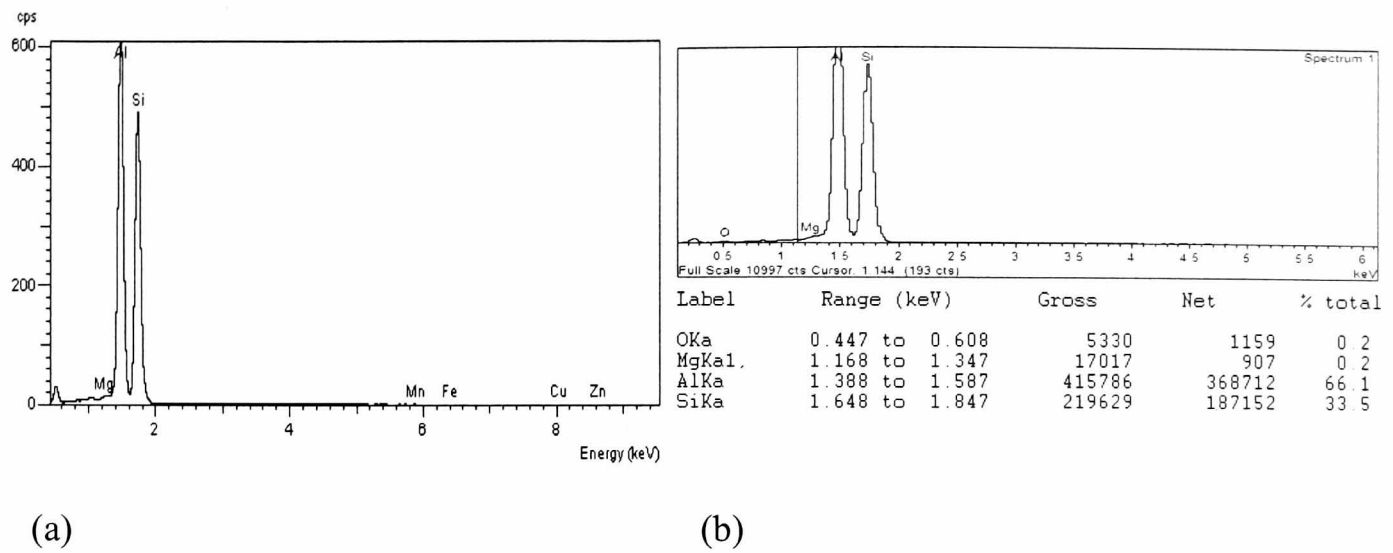 cps
600
Al
Si
400
200
0
Mg
Mn Fe Cu Zn
2 4 6 8
Energy (keV)
(a)
Spectrum 1
Al
Si
O
Mg
0.5 1 1.5 2 2.5 3 3.5 4 4.5 5 5.5 6
keV
Full Scale 10997 cts Cursor: 1.144 (193 cts)
Label Range (keV) Gross Net % total
OKa 0.447 to 0.608 5330 1159 0.2
MgKa1, 1.168 to 1.347 17017 907 0.2
AlKa 1.388 to 1.587 415786 368712 66.1
SiKa 1.648 to 1.847 219629 187152 33.5
(b)